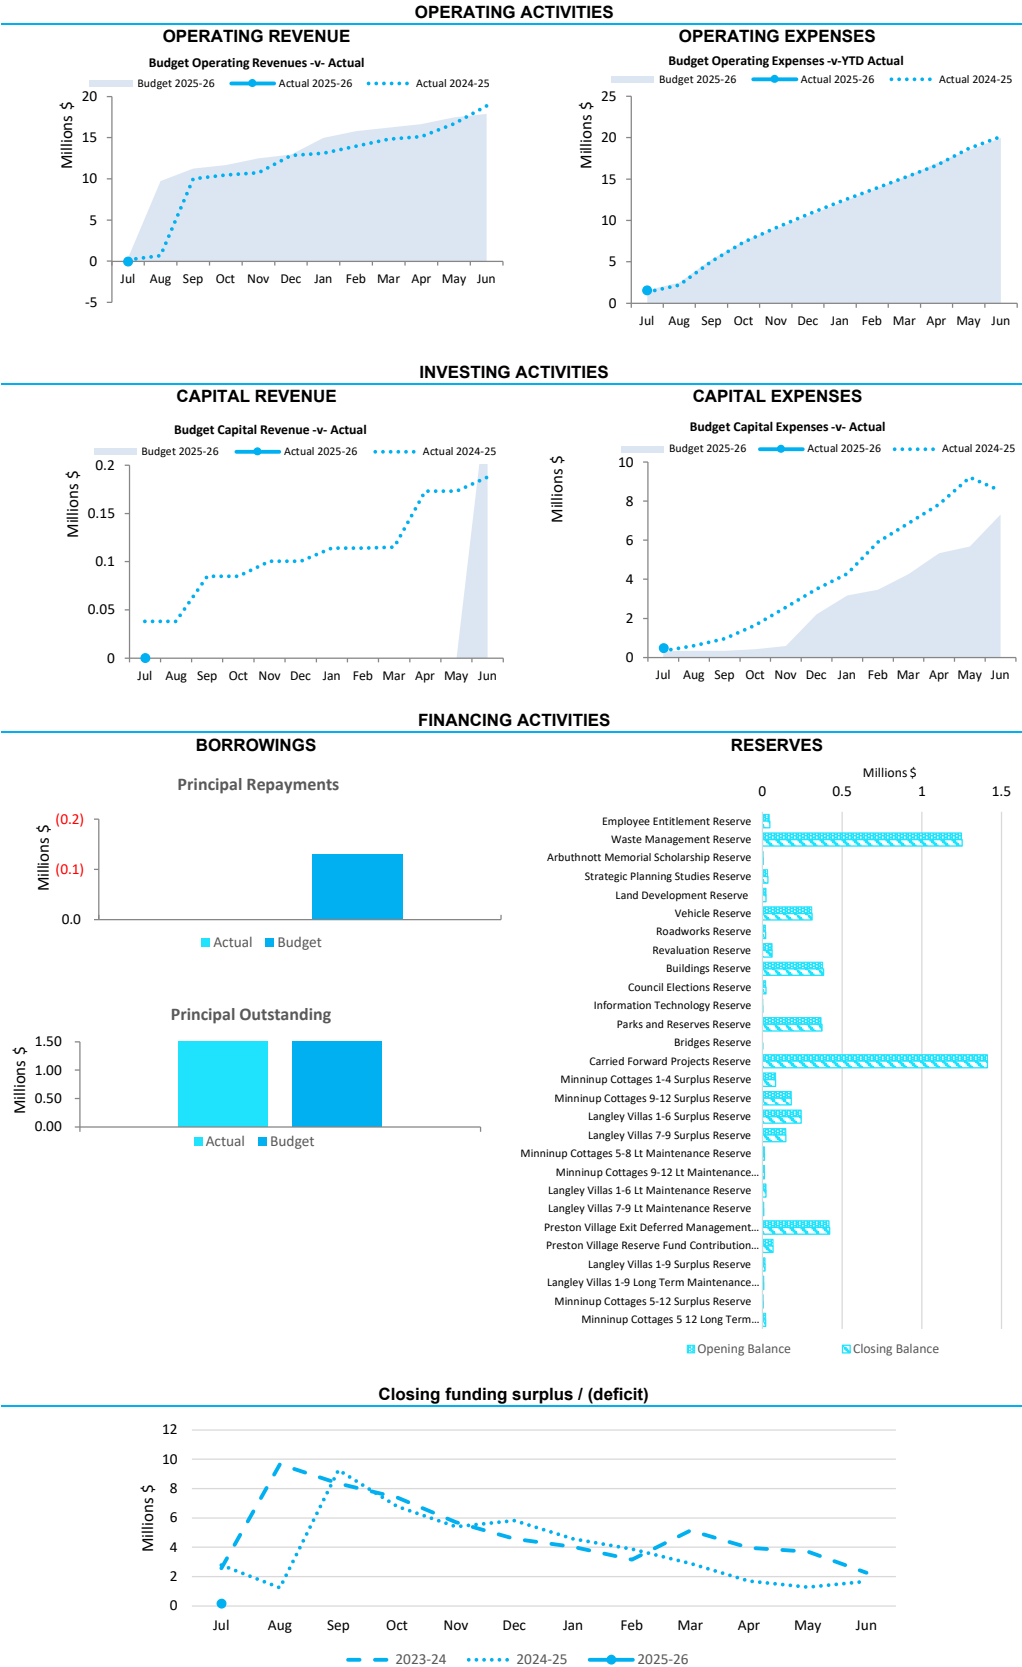 OPERATING ACTIVITIES
OPERATING REVENUE
Budget Operating Revenues -v- Actual
Budget 2025-26 Actual 2025-26 Actual 2024-25
Millions $
20
15
10
5
0
-5
Jul Aug Sep Oct Nov Dec Jan Feb Mar Apr May Jun
OPERATING EXPENSES
Budget Operating Expenses -v-YTD Actual
Budget 2025-26 Actual 2025-26 Actual 2024-25
Millions $
25
20
15
10
5
0
Jul Aug Sep Oct Nov Dec Jan Feb Mar Apr May Jun
INVESTING ACTIVITIES
CAPITAL REVENUE
Budget Capital Revenue -v- Actual
Budget 2025-26 Actual 2025-26 Actual 2024-25
Millions $
0.2
0.15
0.1
0.05
0
Jul Aug Sep Oct Nov Dec Jan Feb Mar Apr May Jun
CAPITAL EXPENSES
Budget Capital Expenses -v- Actual
Budget 2025-26 Actual 2025-26 Actual 2024-25
Millions $
10
8
6
4
2
0
Jul Aug Sep Oct Nov Dec Jan Feb Mar Apr May Jun
FINANCING ACTIVITIES
BORROWINGS
Principal Repayments
Millions $
(0.2)
(0.1)
0.0
Actual Budget
Principal Outstanding
Millions $
1.50
1.00
0.50
0.00
Actual Budget
RESERVES
Millions $
0 0.5 1 1.5
Employee Entitlement Reserve
Waste Management Reserve
Arbuthnott Memorial Scholarship Reserve
Strategic Planning Studies Reserve
Land Development Reserve
Vehicle Reserve
Roadworks Reserve
Revaluation Reserve
Buildings Reserve
Council Elections Reserve
Information Technology Reserve
Parks and Reserves Reserve
Bridges Reserve
Carried Forward Projects Reserve
Minninup Cottages 1-4 Surplus Reserve
Minninup Cottages 9-12 Surplus Reserve
Langley Villas 1-6 Surplus Reserve
Langley Villas 7-9 Surplus Reserve
Minninup Cottages 5-8 Lt Maintenance Reserve
Minninup Cottages 9-12 Lt Maintenance...
Langley Villas 1-6 Lt Maintenance Reserve
Langley Villas 7-9 Lt Maintenance Reserve
Preston Village Exit Deferred Management...
Preston Village Reserve Fund Contribution...
Langley Villas 1-9 Surplus Reserve
Langley Villas 1-9 Long Term Maintenance...
Minninup Cottages 5-12 Surplus Reserve
Minninup Cottages 5 12 Long Term...
Opening Balance Closing Balance
Closing funding surplus / (deficit)
Millions $
12
10
8
6
4
2
0
Jul Aug Sep Oct Nov Dec Jan Feb Mar Apr May Jun
2023-24 2024-25 2025-26